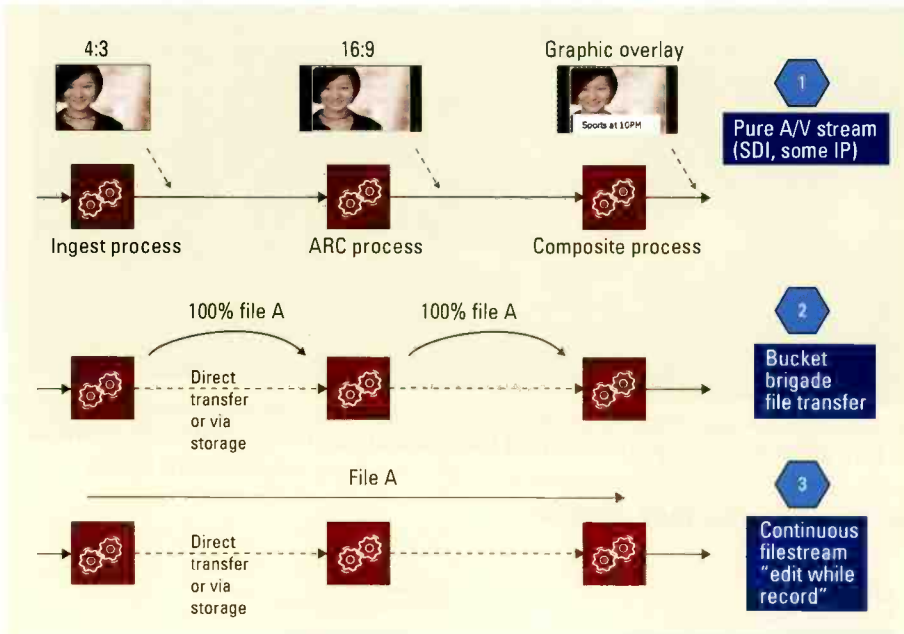 4:3
16:9
Graphic overlay
Sports at 10PM
1
Pure A/V stream
(SDI, some IP)
Ingest process
ARC process
Composite process
100% file A
100% file A
2
Direct
transfer
or via
storage
Bucket
brigade
file transfer
File A
3
Direct
transfer
or via
storage
Continuous
filestream
"edit while
record"